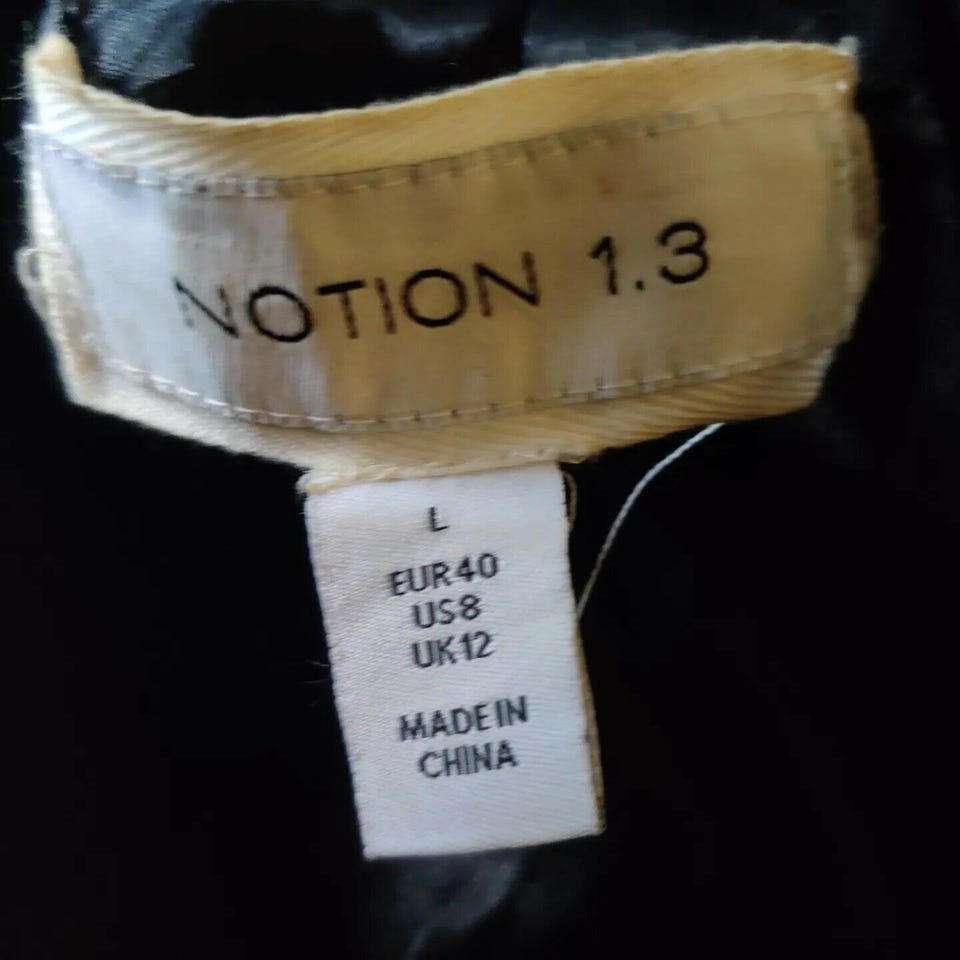 NOTION 1.3
L
EUR40
US8
UK12
MADE IN
CHINA